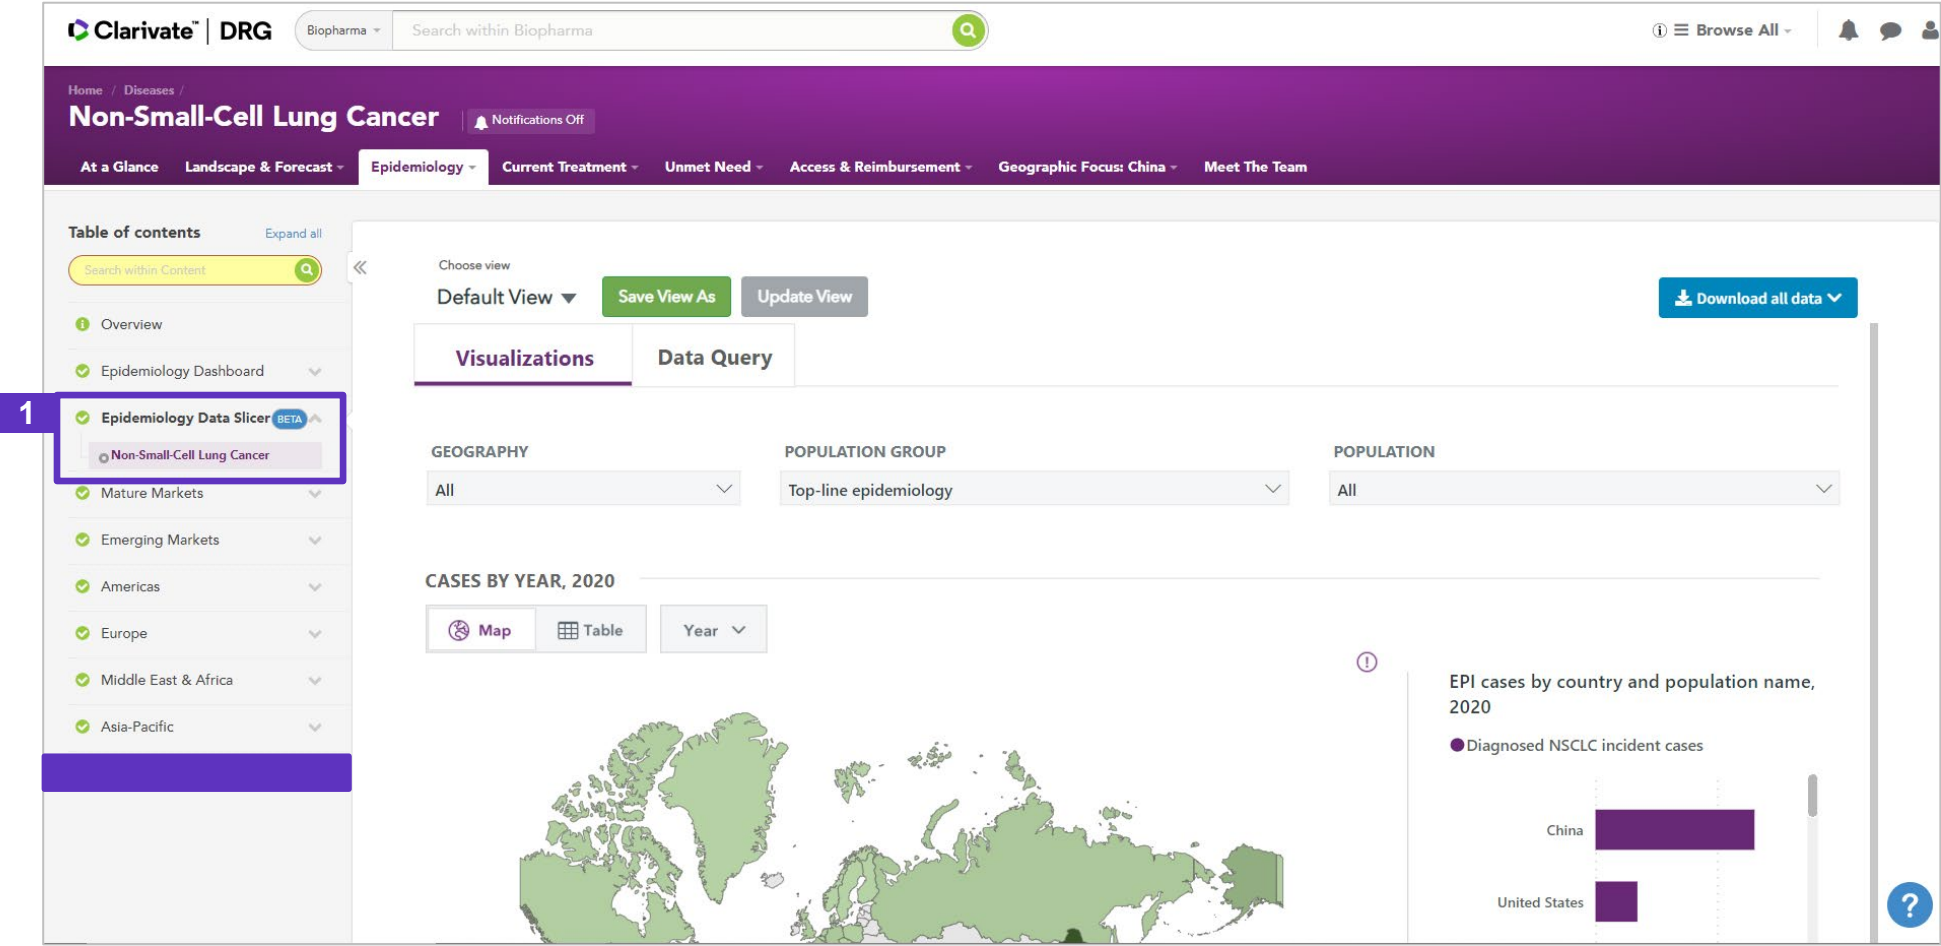 Clarivate™ | DRG
Biopharma
Search within Biopharma
Browse All
Home / Diseases /
Non-Small-Cell Lung Cancer
Notifications Off
At a Glance
Landscape & Forecast
Epidemiology
Current Treatment
Unmet Need
Access & Reimbursement
Geographic Focus: China
Meet The Team
Table of contents
Expand all
Search within Content
Overview
Epidemiology Dashboard
1
Epidemiology Data Slicer BETA
Non-Small-Cell Lung Cancer
Mature Markets
Emerging Markets
Americas
Europe
Middle East & Africa
Asia-Pacific
Choose view
Default View
Save View As
Update View
Download all data
Visualizations
Data Query
GEOGRAPHY
All
POPULATION GROUP
Top-line epidemiology
POPULATION
All
CASES BY YEAR, 2020
Map
Table
Year
EPI cases by country and population name,
2020
Diagnosed NSCLC incident cases
China
United States
?